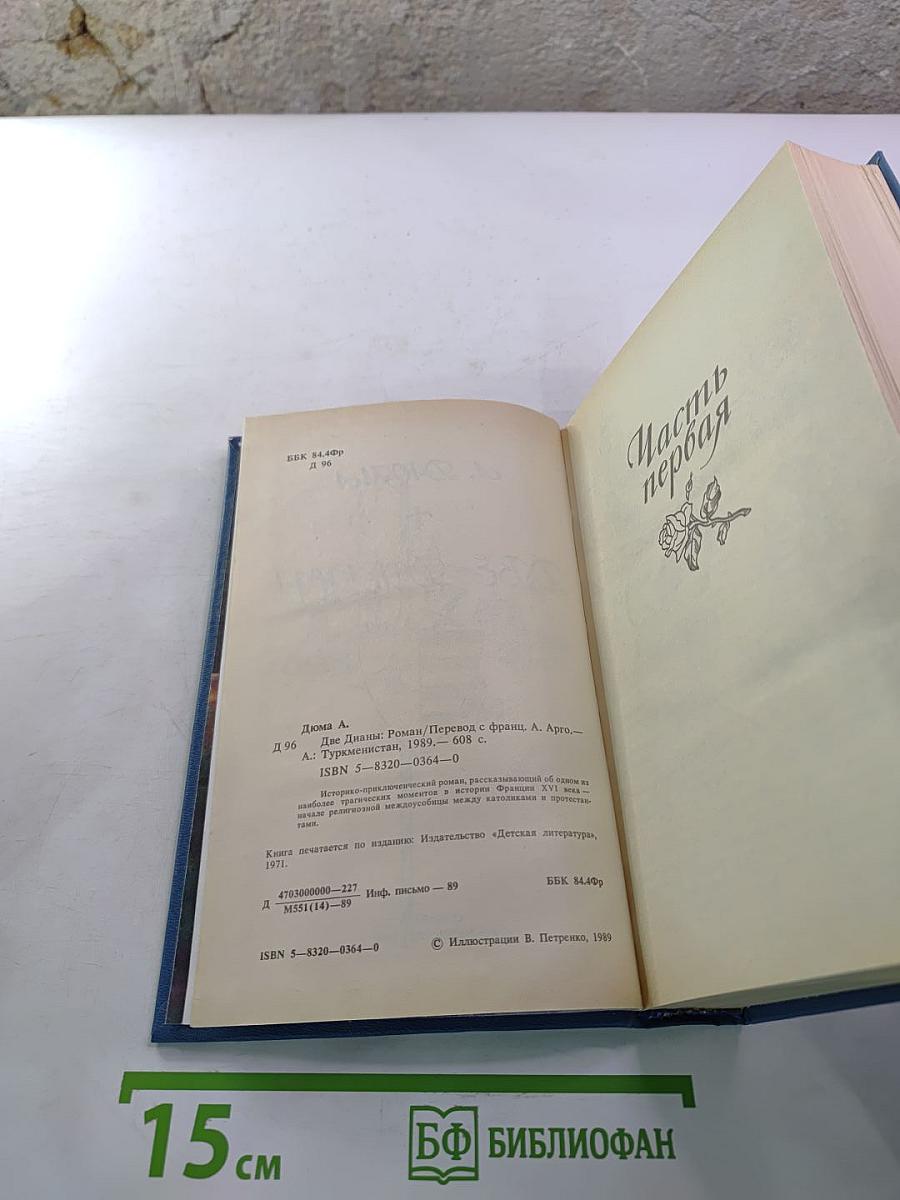 ББК 84.4Фр
Д 96
Дюма А.
Д 96 Две Дианы: Роман/Перевод с франц. А. Арго.—
А.: Туркменистан, 1989.— 608 с.
ISBN 5—8320—0364—0
Историко-приключенческий роман, рассказывающий об одном из
наиболее трагических моментов в истории Франции XVI века —
начале религиозной междоусобицы между католиками и протестан-
тами.
Книга печатается по изданию: Издательство «Детская литература»,
1971.
Д 4703000000—227 Инф. письмо — 89 ББК 84.4Фр
М551(14)—89
ISBN 5—8320—0364—0 © Иллюстрации В. Петренко, 1989
Часть
первая
15 см
БФ БИБЛИОФАН